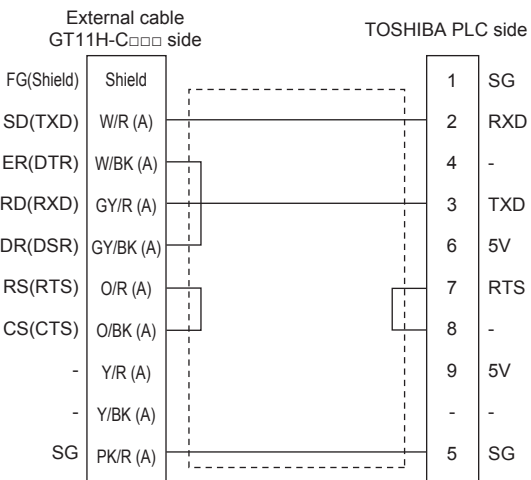 External cable
GT11H-C□□□ side
TOSHIBA PLC side
FG(Shield) Shield 1 SG
SD(TXD) W/R (A) 2 RXD
ER(DTR) W/BK (A) 4 -
RD(RXD) GY/R (A) 3 TXD
DR(DSR) GY/BK (A) 6 5V
RS(RTS) O/R (A) 7 RTS
CS(CTS) O/BK (A) 8 -
- Y/R (A) 9 5V
- Y/BK (A) - -
SG PK/R (A) 5 SG